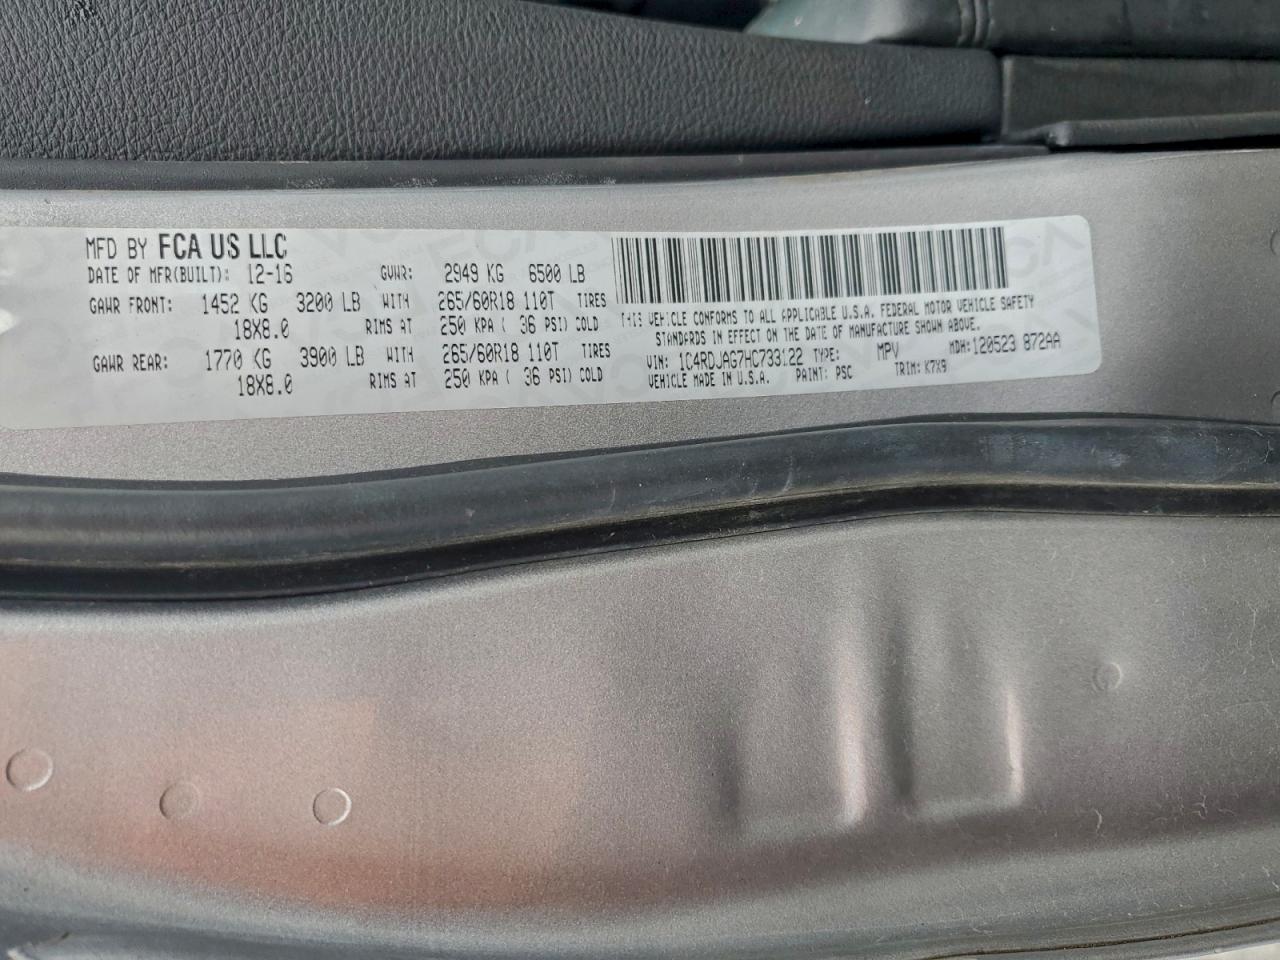 MFD BY FCA US LLC
DATE OF MFR(BUILT): 12-16 GVWR: 2949 KG 6500 LB
GAWR FRONT: 1452 KG 3200 LB WITH 265/60R18 110T TIRES
18X8.0 RIMS AT 250 KPA ( 36 PSI) COLD
GAWR REAR: 1770 KG 3900 LB WITH 265/60R18 110T TIRES
18X8.0 RIMS AT 250 KPA ( 36 PSI) COLD
THIS VEHICLE CONFORMS TO ALL APPLICABLE U.S.A. FEDERAL MOTOR VEHICLE SAFETY
STANDARDS IN EFFECT ON THE DATE OF MANUFACTURE SHOWN ABOVE.
VIN: 1C4RDJAG7HC733122 TYPE: MPV MDH: 120523 872AA
VEHICLE MADE IN U.S.A. PAINT: PSC TRIM: K7X9